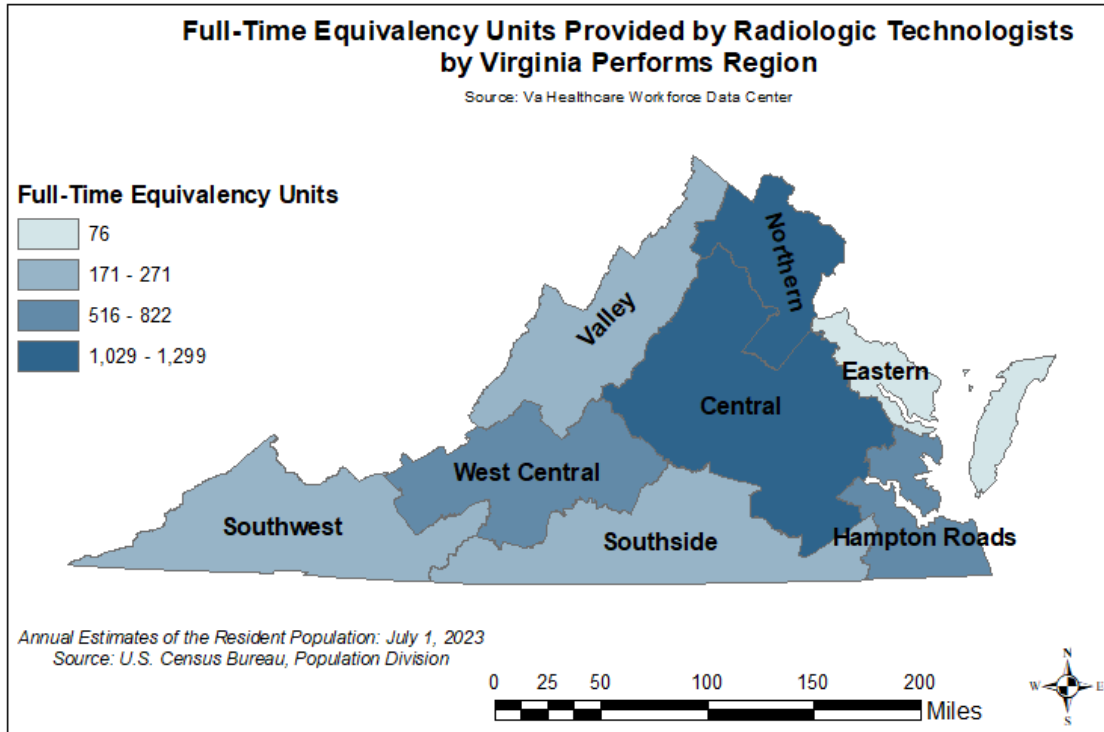 Full-Time Equivalency Units Provided by Radiologic Technologists
by Virginia Performs Region
Source: Va Healthcare Workforce Data Center
Full-Time Equivalency Units
76
171 - 271
516 - 822
1,029 - 1,299
Northern
Valley
Eastern
Central
West Central
Southwest
Southside
Hampton Roads
Annual Estimates of the Resident Population: July 1, 2023
Source: U.S. Census Bureau, Population Division
0 25 50 100 150 200
Miles
N
W E
S